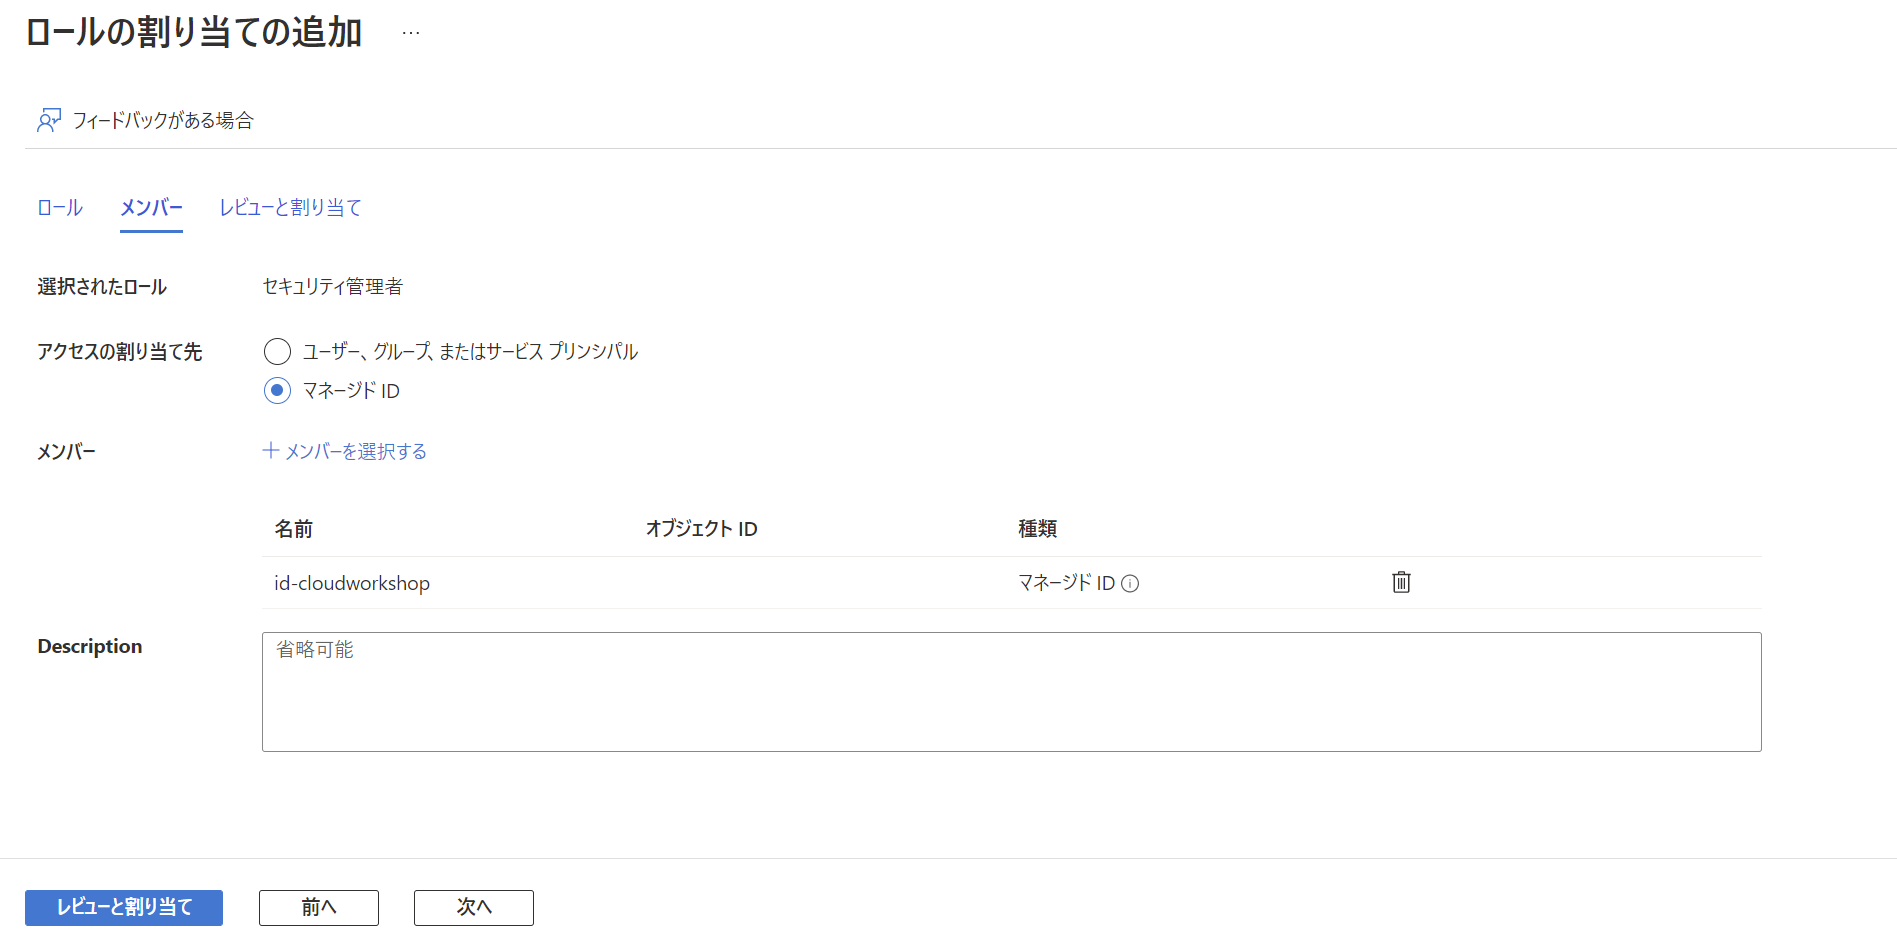 ロールの割り当ての追加 …
フィードバックがある場合
ロール メンバー レビューと割り当て
選択されたロール セキュリティ管理者
アクセスの割り当て先 ユーザー、グループ、またはサービス プリンシパル
マネージド ID
メンバー + メンバーを選択する
名前 オブジェクト ID 種類
id-cloudworkshop マネージド ID
Description 省略可能
レビューと割り当て 前へ 次へ